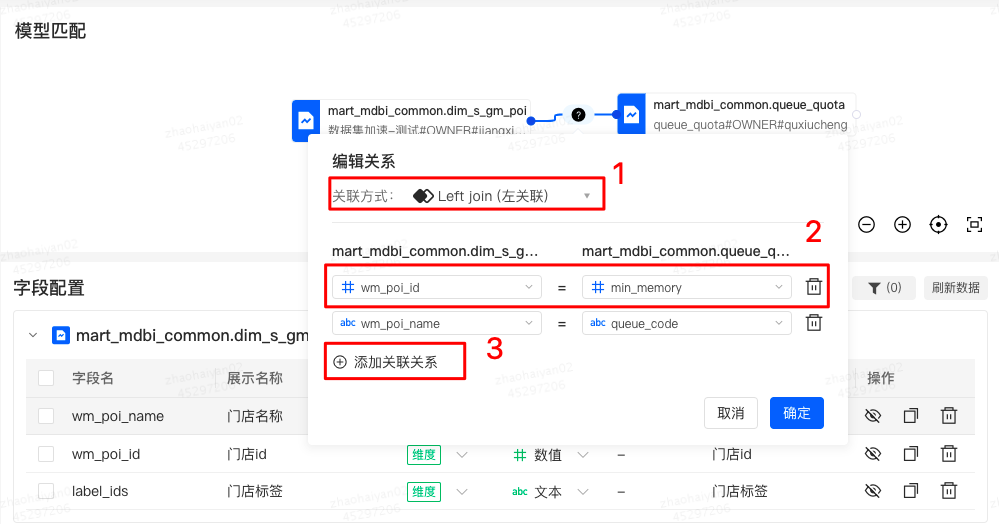 模型匹配
mart_mdbi_common.dim_s_gm_poi
数据集加速-测试#OWNER#jiangxi...
?
mart_mdbi_common.queue_quota
queue_quota#OWNER#quxiucheng
编辑关系
1
关联方式:
Left join (左关联)
2
mart_mdbi_common.dim_s_g...
mart_mdbi_common.queue_q...
# wm_poi_id = # min_memory
abc wm_poi_name = abc queue_code
3
添加关联关系
取消
确定
字段配置
(0)
刷新数据
mart_mdbi_common.dim_s_gm
字段名 展示名称 操作
wm_poi_name 门店名称
wm_poi_id 门店id 维度 # 数值 – 门店id
label_ids 门店标签 维度 abc 文本 – 门店标签
zhaohaiyan02
45297206